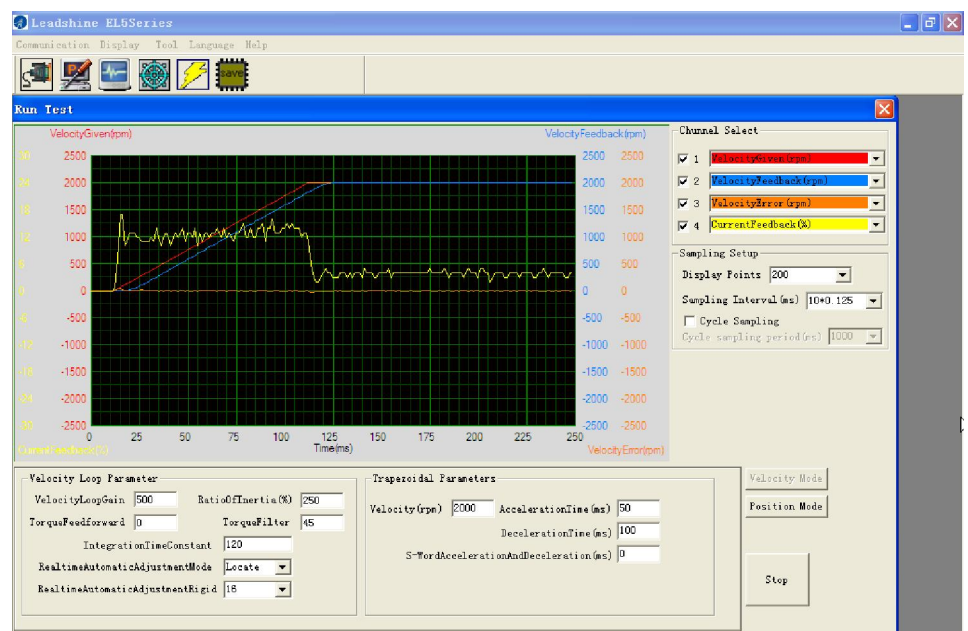 Leadshine EL5Series
Communication Display Tool Language Help
save
Run Test
VelocityGiven(rpm) VelocityFeedback(rpm)
30 2500 2500 2500
24 2000 2000 2000
18 1500 1500 1500
12 1000 1000 1000
6 500 500 500
0 0 0 0
-6 -500 -500 -500
-12 -1000 -1000 -1000
-18 -1500 -1500 -1500
-24 -2000 -2000 -2000
-30 -2500 -2500 -2500
0 25 50 75 100 125 150 175 200 225 250
CurrentFeedback(%) Time(ms) VelocityError(rpm)
Chunnel Select
1 VelocityGiven(rpm)
2 VelocityFeedback(rpm)
3 VelocityError(rpm)
4 CurrentFeedback(%)
Sampling Setup
Display Points 200
Sampling Interval(ms) 10*0.125
Cycle Sampling
Cycle sampling period(ms) 1000
Velocity Loop Parameter
VelocityLoopGain 500 RatioOfInertia(%) 250
TorqueFeedforward 0 TorqueFilter 45
IntegrationTimeConstant 120
RealtimeAutomaticAdjustmentMode Locate
RealtimeAutomaticAdjustmentRigid 16
Trapezoidal Parameters
Velocity(rpm) 2000 AccelerationTime(ms) 50
DecelerationTime(ms) 100
S-WordAccelerationAndDeceleration(ms) 0
Velocity Mode
Position Mode
Stop